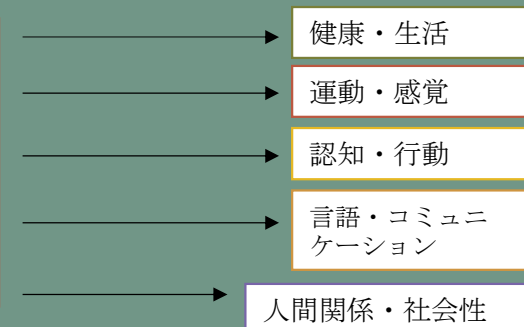 健康・生活
運動・感覚
認知・行動
言語・コミュニ
ケーション
人間関係・社会性